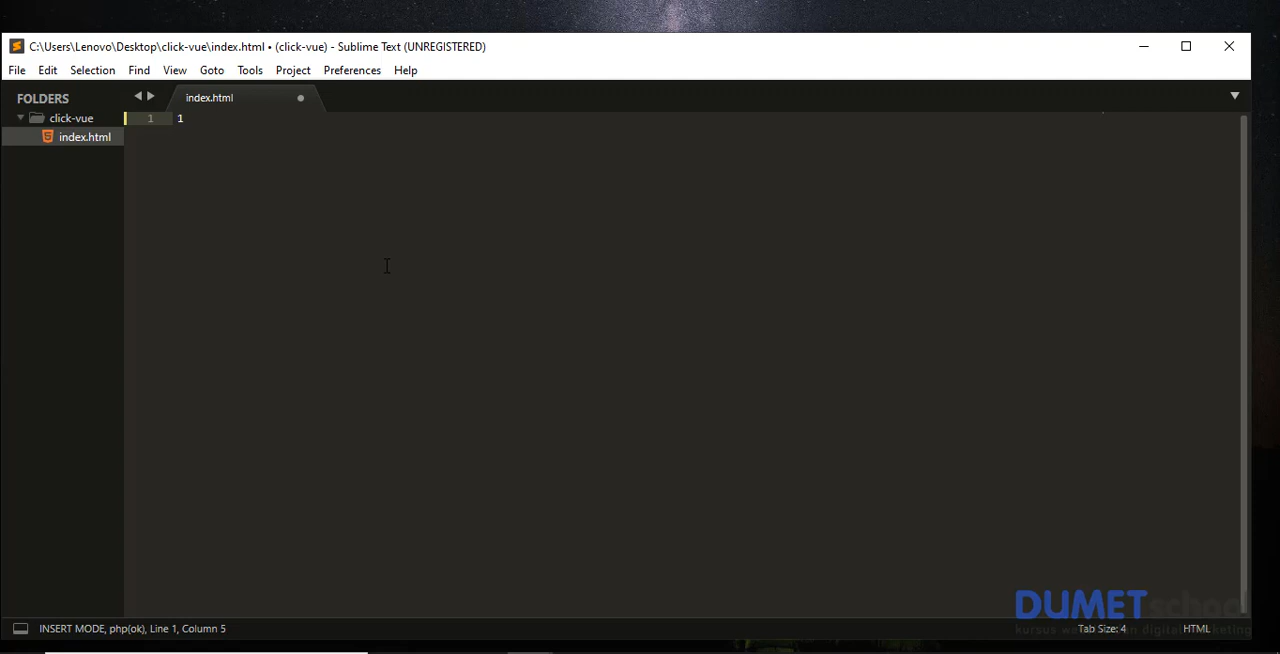 C:\Users\Lenovo\Desktop\click-vue\index.html • (click-vue) - Sublime Text (UNREGISTERED)
File Edit Selection Find View Goto Tools Project Preferences Help
FOLDERS
index.html
click-vue
1 1
index.html
DUMETschool
INSERT MODE, php(ok), Line 1, Column 5
Tab Size: 4
HTML